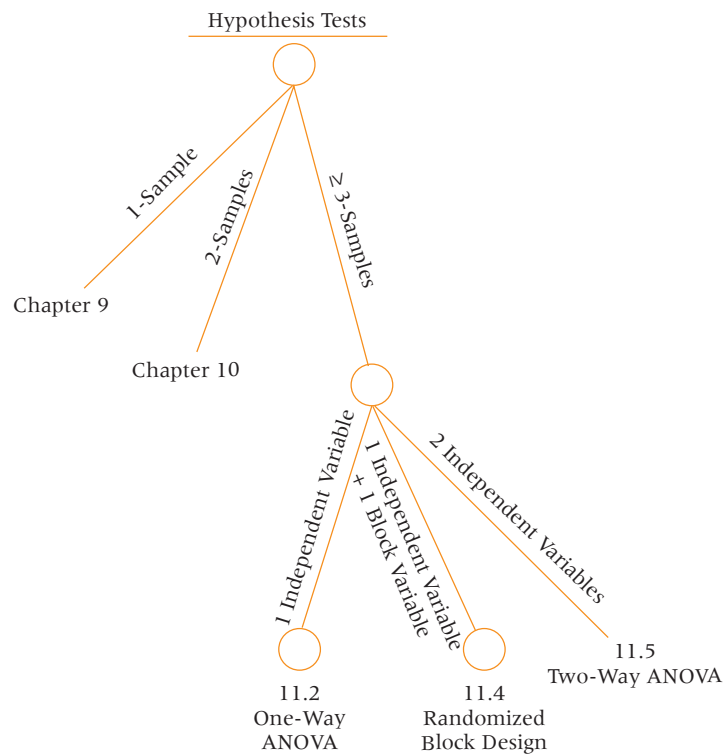 Hypothesis Tests
1-Sample
2-Samples
≥ 3-Samples
Chapter 9
Chapter 10
1 Independent Variable
1 Independent Variable
+ 1 Block Variable
2 Independent Variables
11.2
One-Way
ANOVA
11.4
Randomized
Block Design
11.5
Two-Way ANOVA